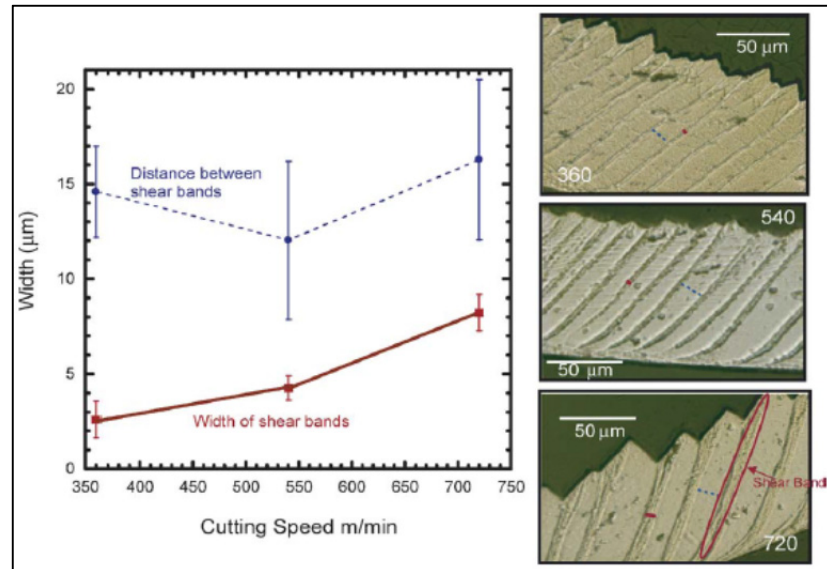 20
15
10
5
0
Width (μm)
Distance between
shear bands
Width of shear bands
350 400 450 500 550 600 650 700 750
Cutting Speed m/min
50 μm
360
540
50 μm
50 μm
Shear Band
720